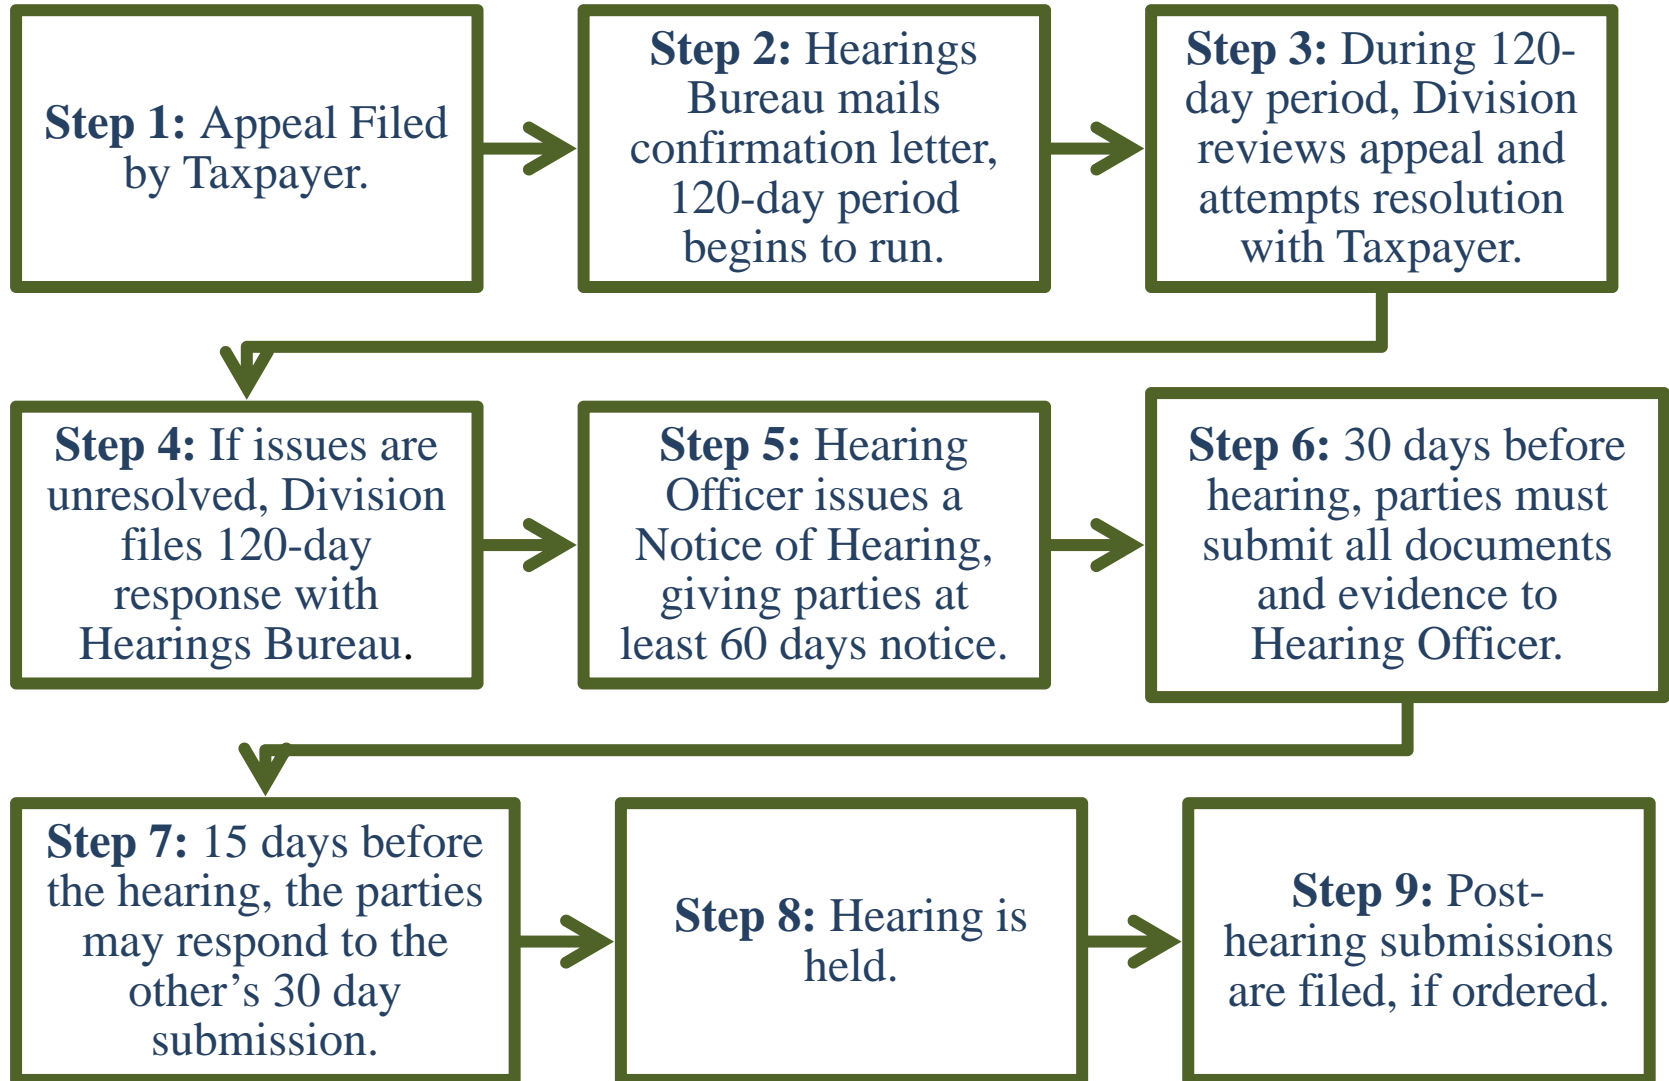 Step 1: Appeal Filed
by Taxpayer.
Step 2: Hearings
Bureau mails
confirmation letter,
120-day period
begins to run.
Step 3: During 120-
day period, Division
reviews appeal and
attempts resolution
with Taxpayer.
Step 4: If issues are
unresolved, Division
files 120-day
response with
Hearings Bureau.
Step 5: Hearing
Officer issues a
Notice of Hearing,
giving parties at
least 60 days notice.
Step 6: 30 days before
hearing, parties must
submit all documents
and evidence to
Hearing Officer.
Step 7: 15 days before
the hearing, the parties
may respond to the
other’s 30 day
submission.
Step 8: Hearing is
held.
Step 9: Post-
hearing submissions
are filed, if ordered.